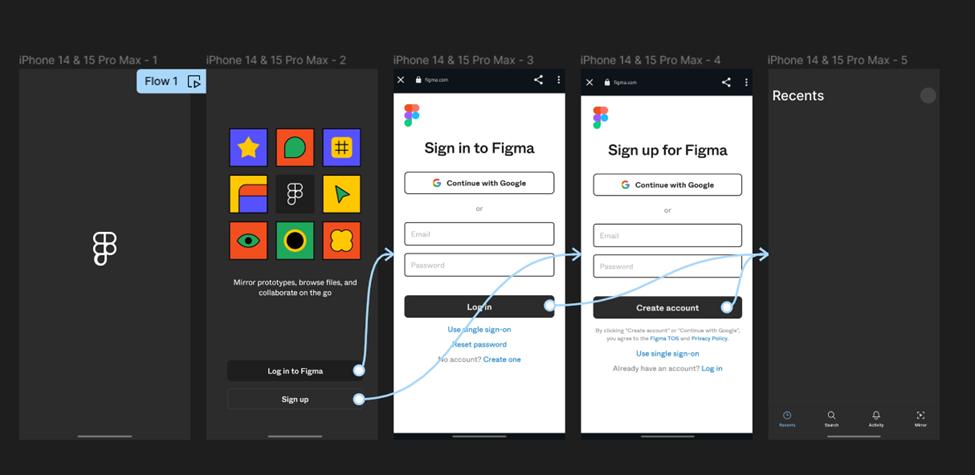 iPhone 14 & 15 Pro Max - 1
Flow 1
iPhone 14 & 15 Pro Max - 2
Mirror prototypes, browse files, and
collaborate on the go
Log in to Figma
Sign up
iPhone 14 & 15 Pro Max - 3
figma.com
Sign in to Figma
Continue with Google
or
Email
Password
Log in
Use single sign-on
Reset password
No account? Create one
iPhone 14 & 15 Pro Max - 4
figma.com
Sign up for Figma
Continue with Google
or
Email
Password
Create account
By clicking "Create account" or "Continue with Google",
you agree to the Figma TOS and Privacy Policy.
Use single sign-on
Already have an account? Log in
iPhone 14 & 15 Pro Max - 5
Recents
Recents
Search
Activity
Mirror